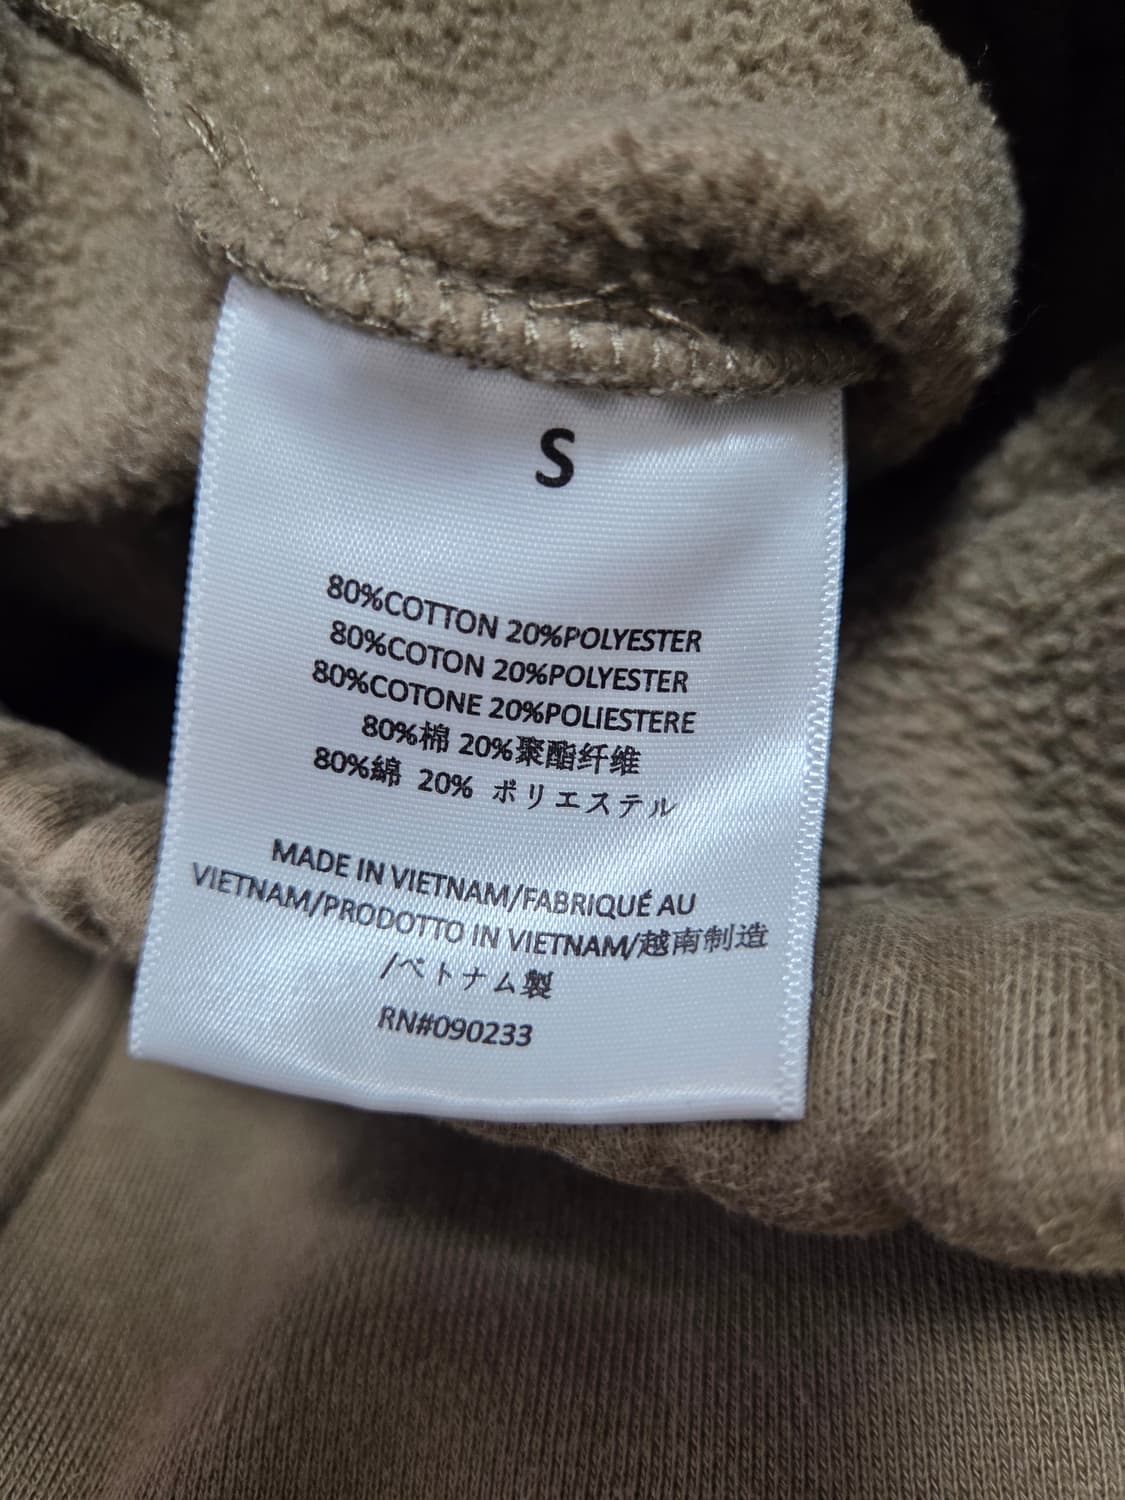 S
80%COTTON 20%POLYESTER
80%COTON 20%POLYESTER
80%COTONE 20%POLIESTERE
80%棉 20%聚酯纤维
80%綿 20% ポリエステル
MADE IN VIETNAM/FABRIQUÉ AU
VIETNAM/PRODOTTO IN VIETNAM/越南制造
/ベトナム製
RN#090233